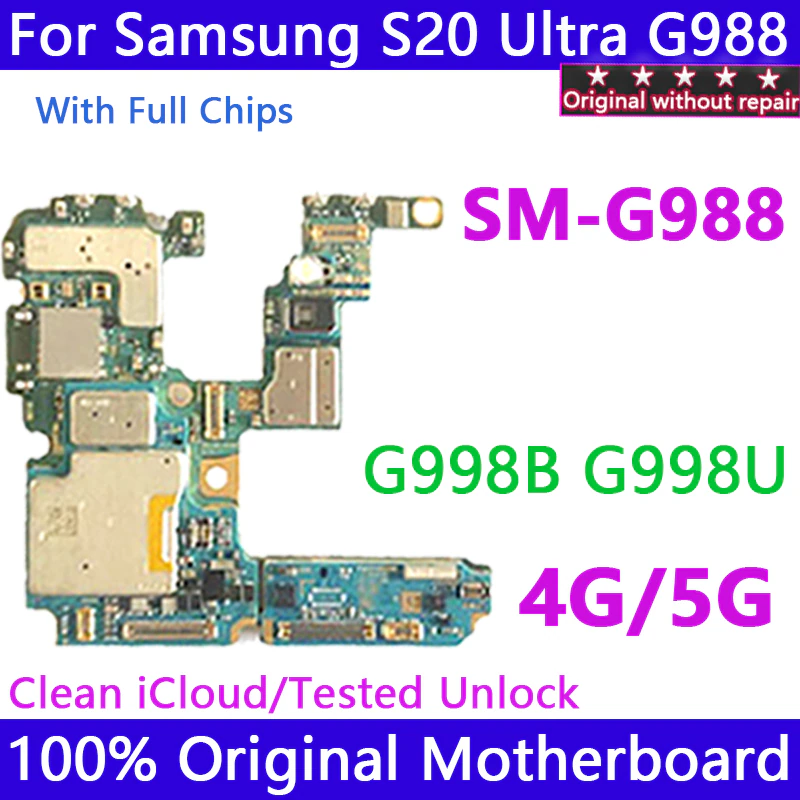 For Samsung S20 Ultra G988
Original without repair
With Full Chips
SM-G988
G998B G998U
4G/5G
Clean iCloud/Tested Unlock
100% Original Motherboard